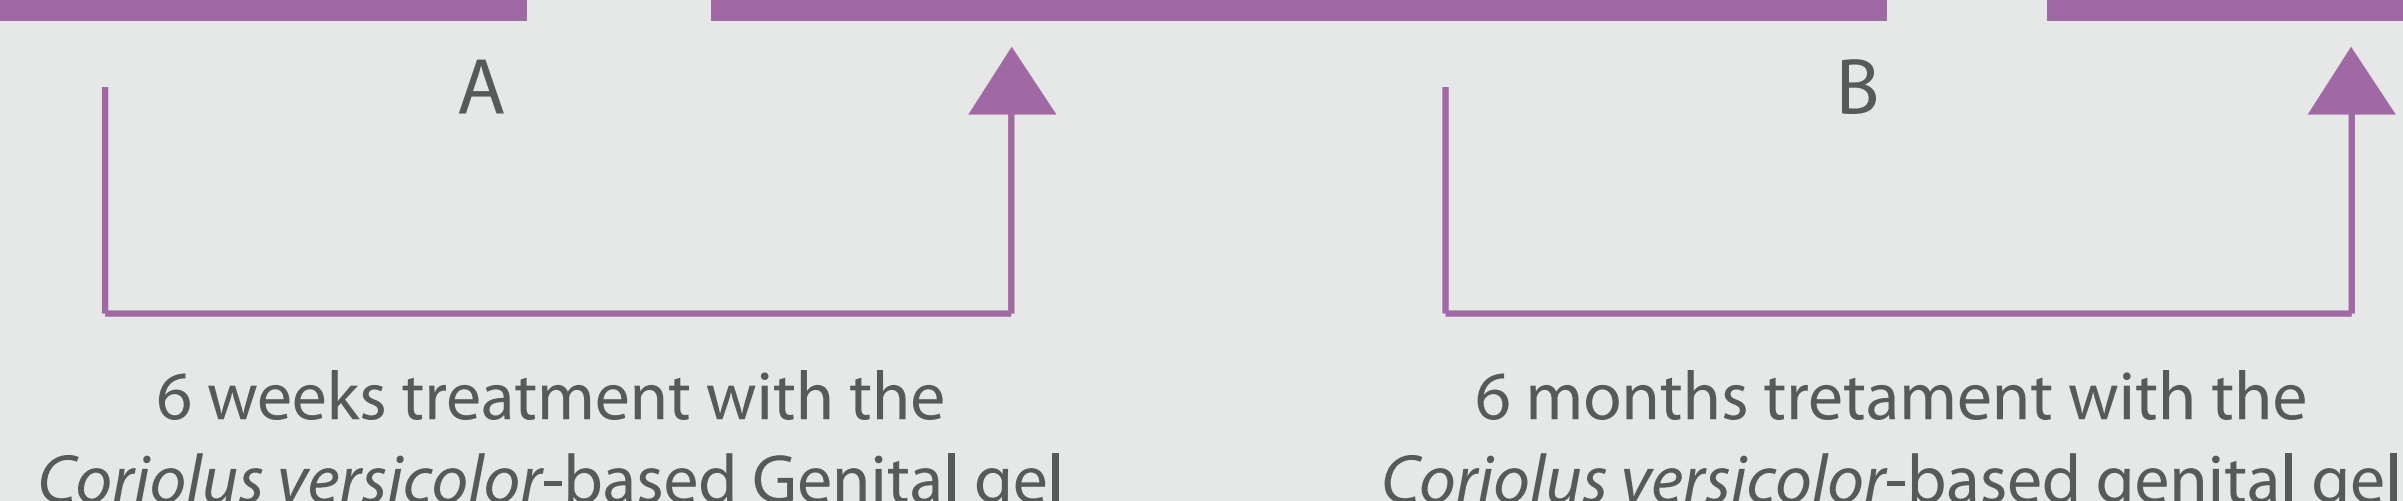 A
B
6 weeks treatment with the
Coriolus versicolor-based Genital gel
6 months tretament with the
Coriolus versicolor-based genital gel